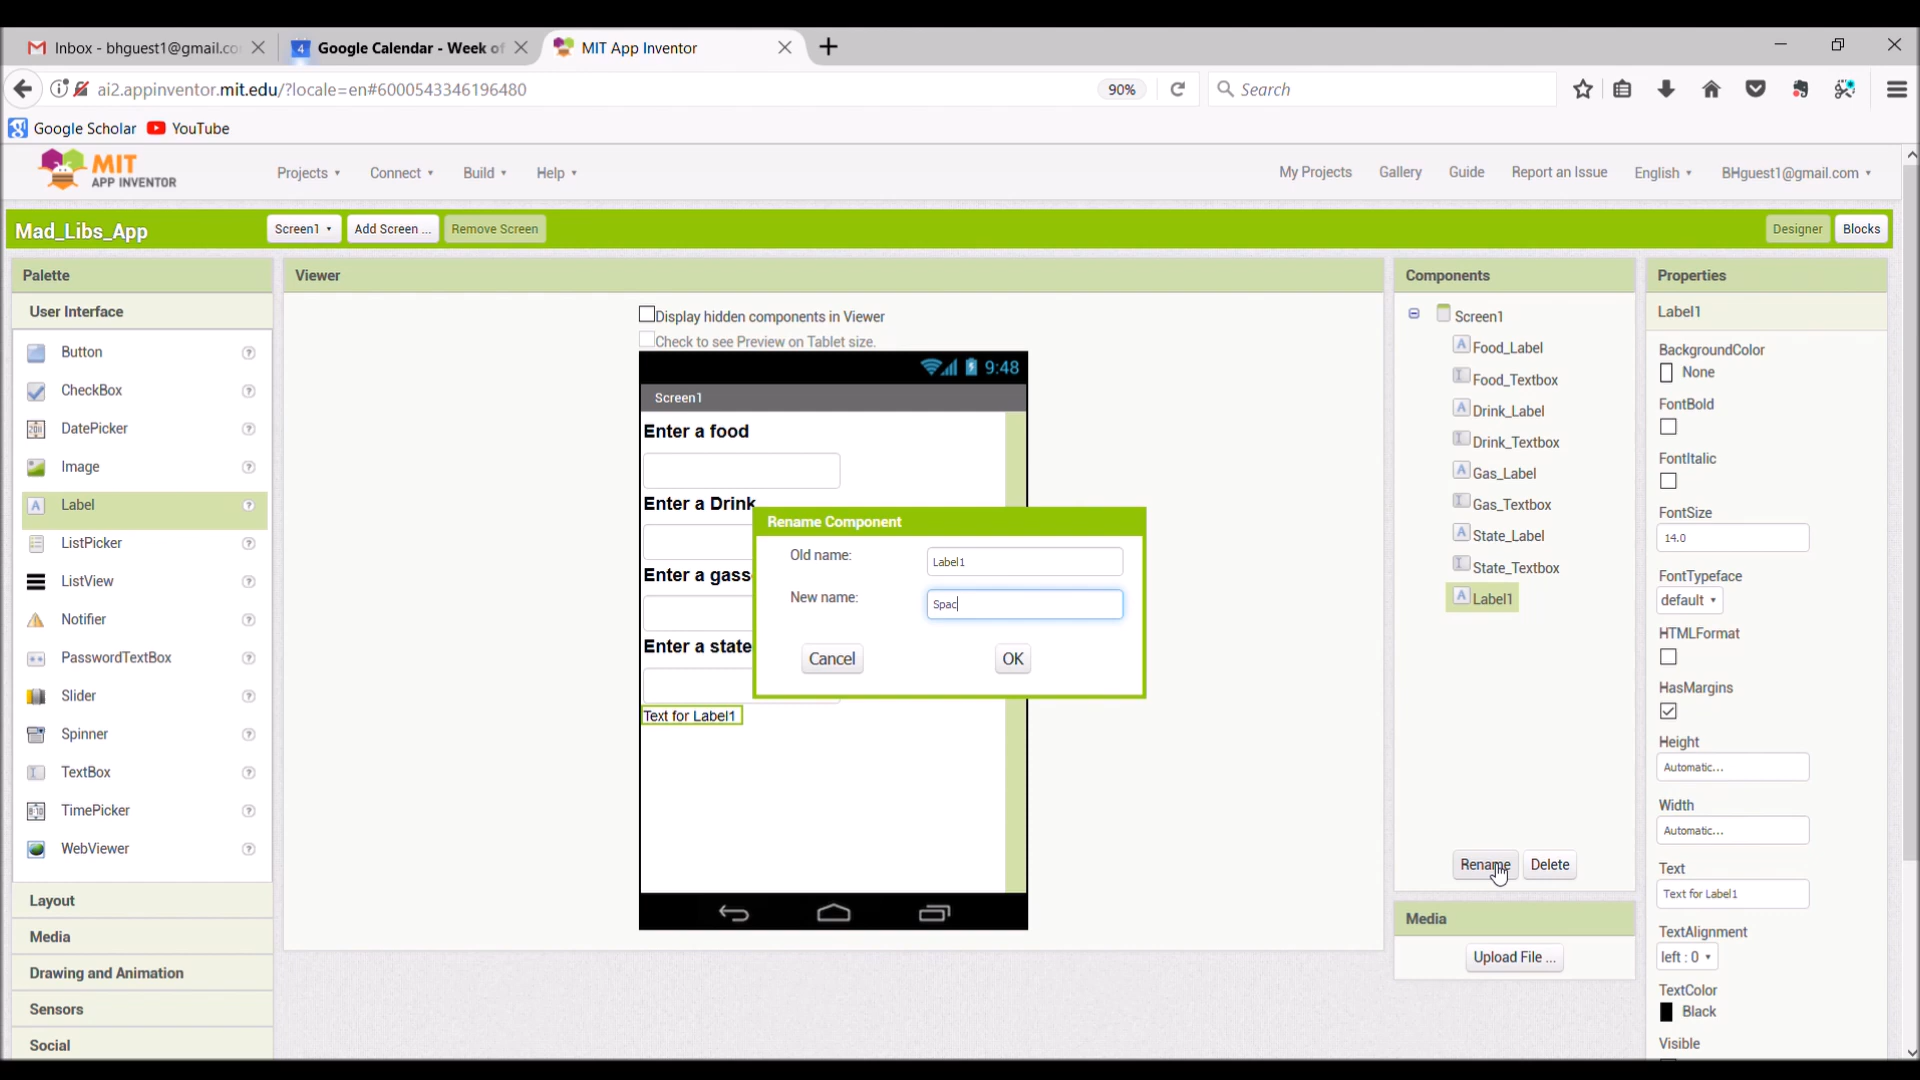 Inbox - bhguest1@gmail.co
Google Calendar - Week of
MIT App Inventor
ai2.appinventor.mit.edu/?locale=en#6000543346196480
90%
Search
Google Scholar
YouTube
MIT
APP INVENTOR
Projects
Connect
Build
Help
My Projects
Gallery
Guide
Report an Issue
English
BHguest1@gmail.com
Mad_Libs_App
Screen1
Add Screen ...
Remove Screen
Designer
Blocks
Palette
User Interface
Button
CheckBox
DatePicker
Image
Label
ListPicker
ListView
Notifier
PasswordTextBox
Slider
Spinner
TextBox
TimePicker
WebViewer
Layout
Media
Drawing and Animation
Sensors
Social
Viewer
Display hidden components in Viewer
Check to see Preview on Tablet size.
9:48
Screen1
Enter a food
Enter a Drink
Enter a gass
Enter a state
Text for Label1
Rename Component
Old name:
Label1
New name:
Spac
Cancel
OK
Components
Screen1
Food_Label
Food_Textbox
Drink_Label
Drink_Textbox
Gas_Label
Gas_Textbox
State_Label
State_Textbox
Label1
Rename
Delete
Media
Upload File ...
Properties
Label1
BackgroundColor
None
FontBold
FontItalic
FontSize
14.0
FontTypeface
default
HTMLFormat
HasMargins
Height
Automatic...
Width
Automatic...
Text
Text for Label1
TextAlignment
left : 0
TextColor
Black
Visible